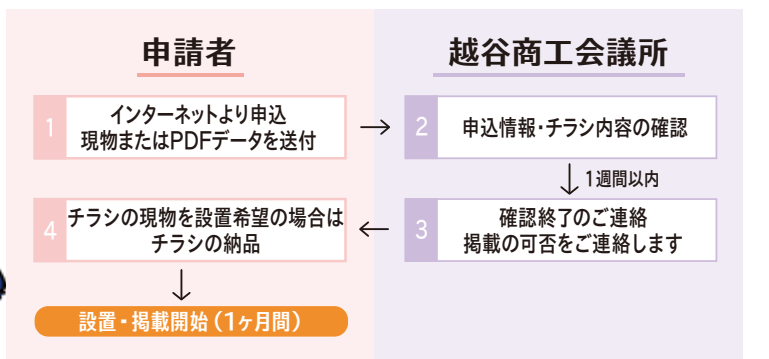 申請者
越谷商工会議所
1
インターネットより申込
現物またはPDFデータを送付
→
2
申込情報・チラシ内容の確認
↓1週間以内
3
確認終了のご連絡
掲載の可否をご連絡します
←
4
チラシの現物を設置希望の場合は
チラシの納品
↓
設置・掲載開始（1ヶ月間）